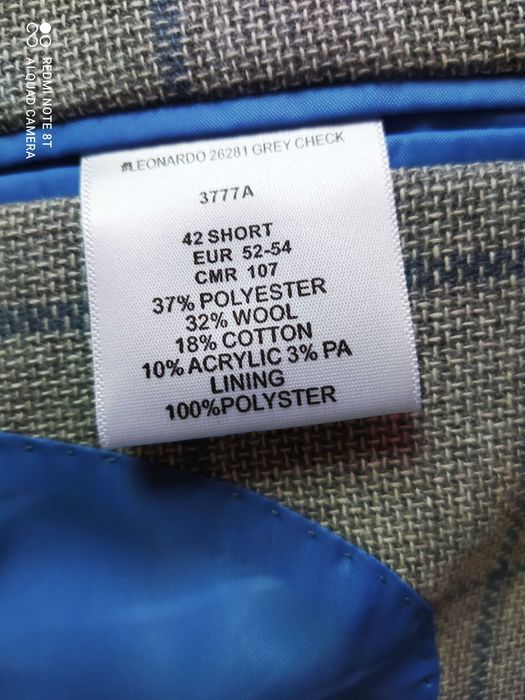 #LEONARDO 26281 GREY CHECK
3777A
42 SHORT
EUR 52-54
CMR 107
37% POLYESTER
32% WOOL
18% COTTON
10% ACRYLIC 3% PA
LINING
100%POLYSTER
REDMI NOTE 8T
AI QUAD CAMERA